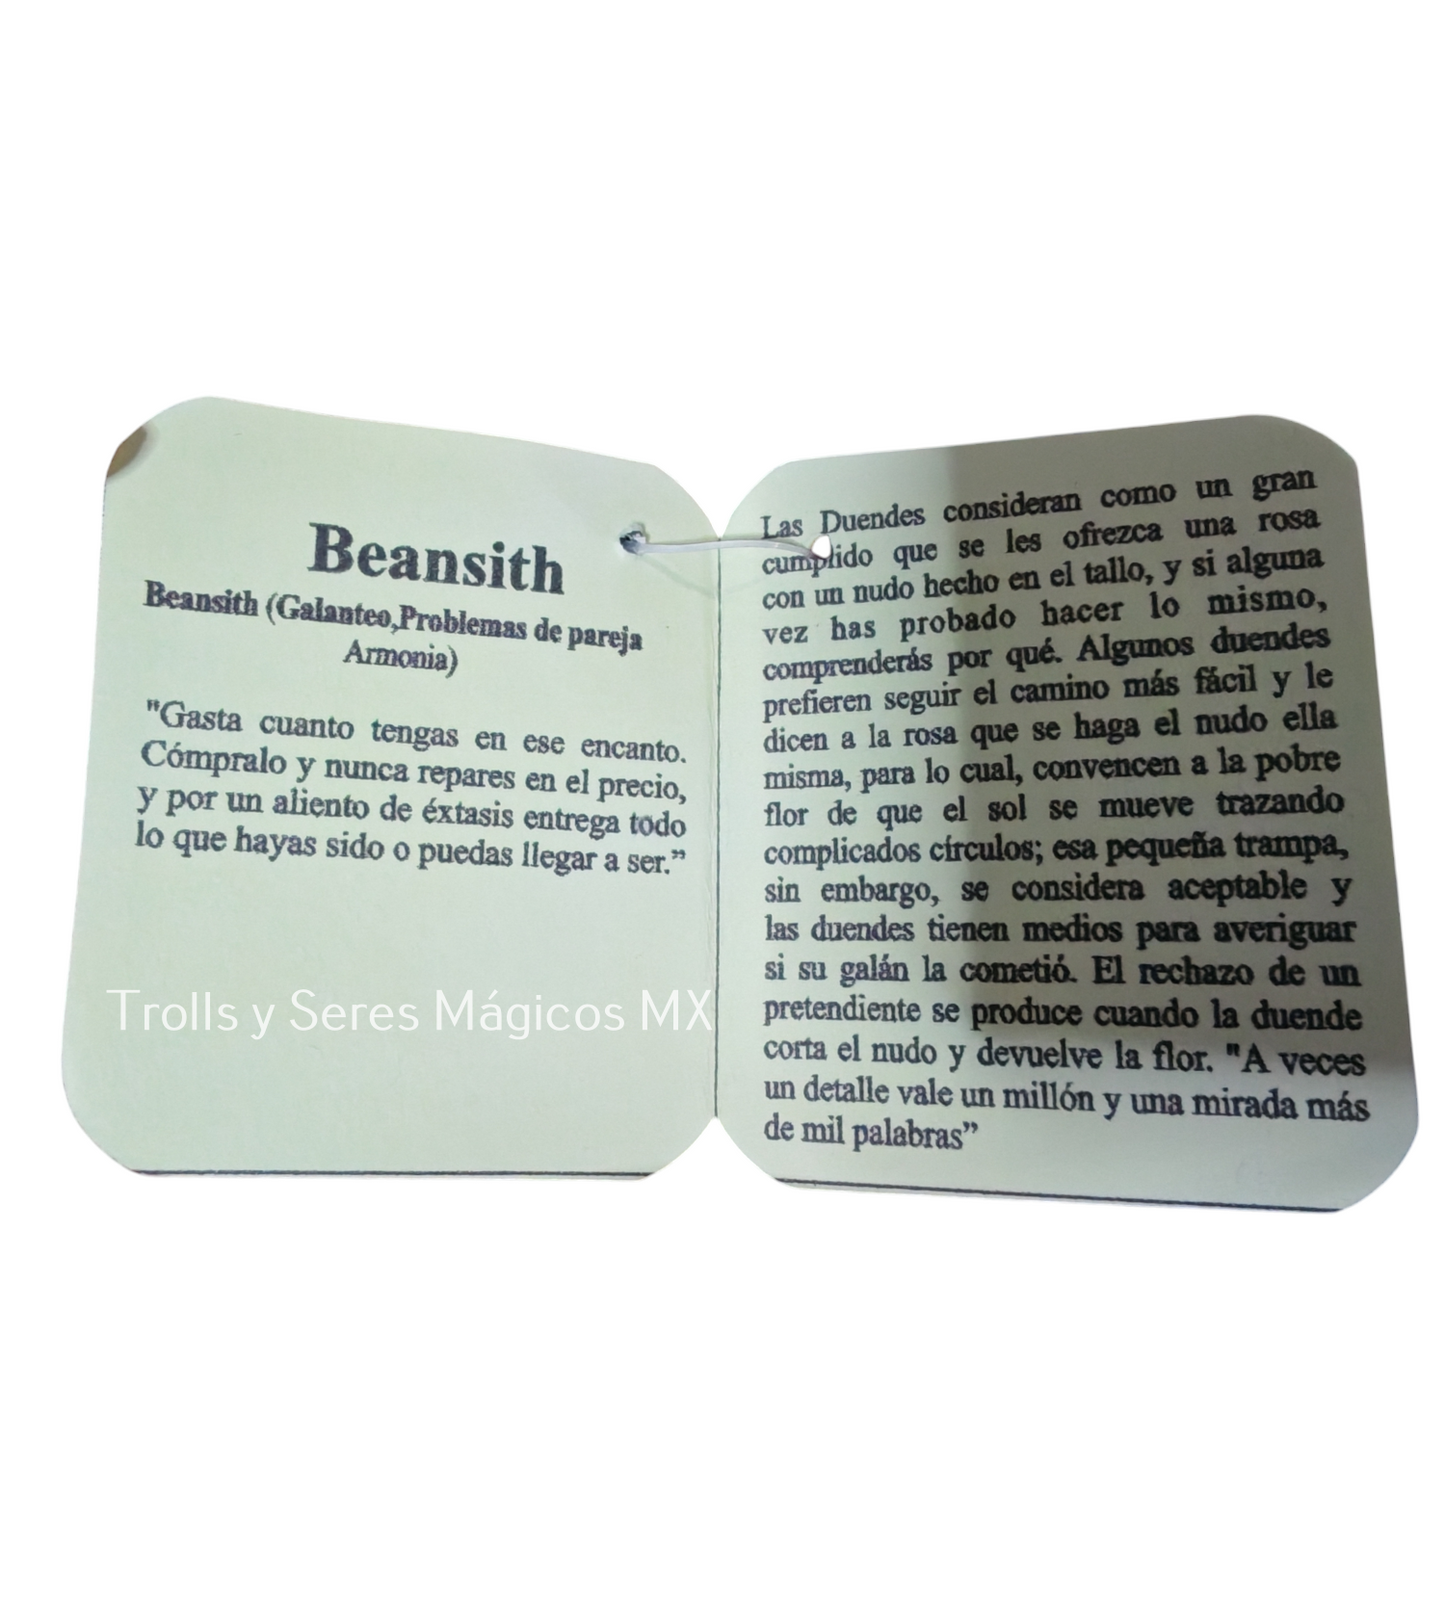 Beansith
Beansith (Galanteo,Problemas de pareja
Armonia)
"Gasta cuanto tengas en ese encanto.
Cómpralo y nunca repares en el precio,
y por un aliento de éxtasis entrega todo
lo que hayas sido o puedas llegar a ser.”
Trolls y Seres Mágicos MX
Las Duendes consideran como un gran
cumplido que se les ofrezca una rosa
con un nudo hecho en el tallo, y si alguna
vez has probado hacer lo mismo,
comprenderás por qué. Algunos duendes
prefieren seguir el camino más fácil y le
dicen a la rosa que se haga el nudo ella
misma, para lo cual, convencen a la pobre
flor de que el sol se mueve trazando
complicados círculos; esa pequeña trampa,
sin embargo, se considera aceptable y
las duendes tienen medios para averiguar
si su galán la cometió. El rechazo de un
pretendiente se produce cuando la duende
corta el nudo y devuelve la flor. "A veces
un detalle vale un millón y una mirada más
de mil palabras”